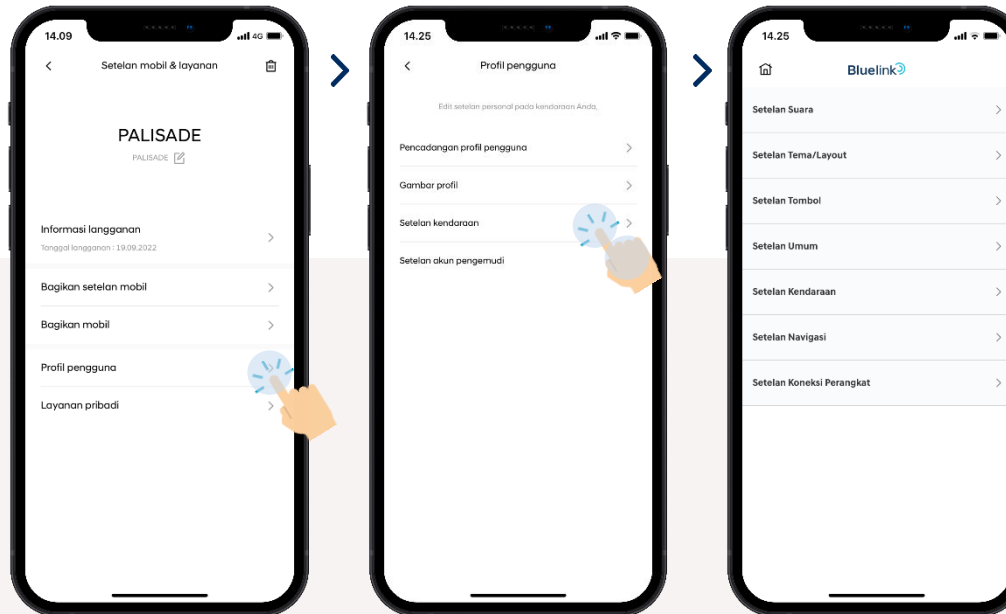 14.09
4G
Setelan mobil & layanan
PALISADE
PALISADE
Informasi langganan
Tanggal langganan : 19.09.2022
Bagikan setelan mobil
Bagikan mobil
Profil pengguna
Layanan pribadi
14.25
Profil pengguna
Edit setelan personal pada kendaraan Anda,
Pencadangan profil pengguna
Gambar profil
Setelan kendaraan
Setelan akun pengemudi
14.25
Bluelink
Setelan Suara
Setelan Tema/Layout
Setelan Tombol
Setelan Umum
Setelan Kendaraan
Setelan Navigasi
Setelan Koneksi Perangkat